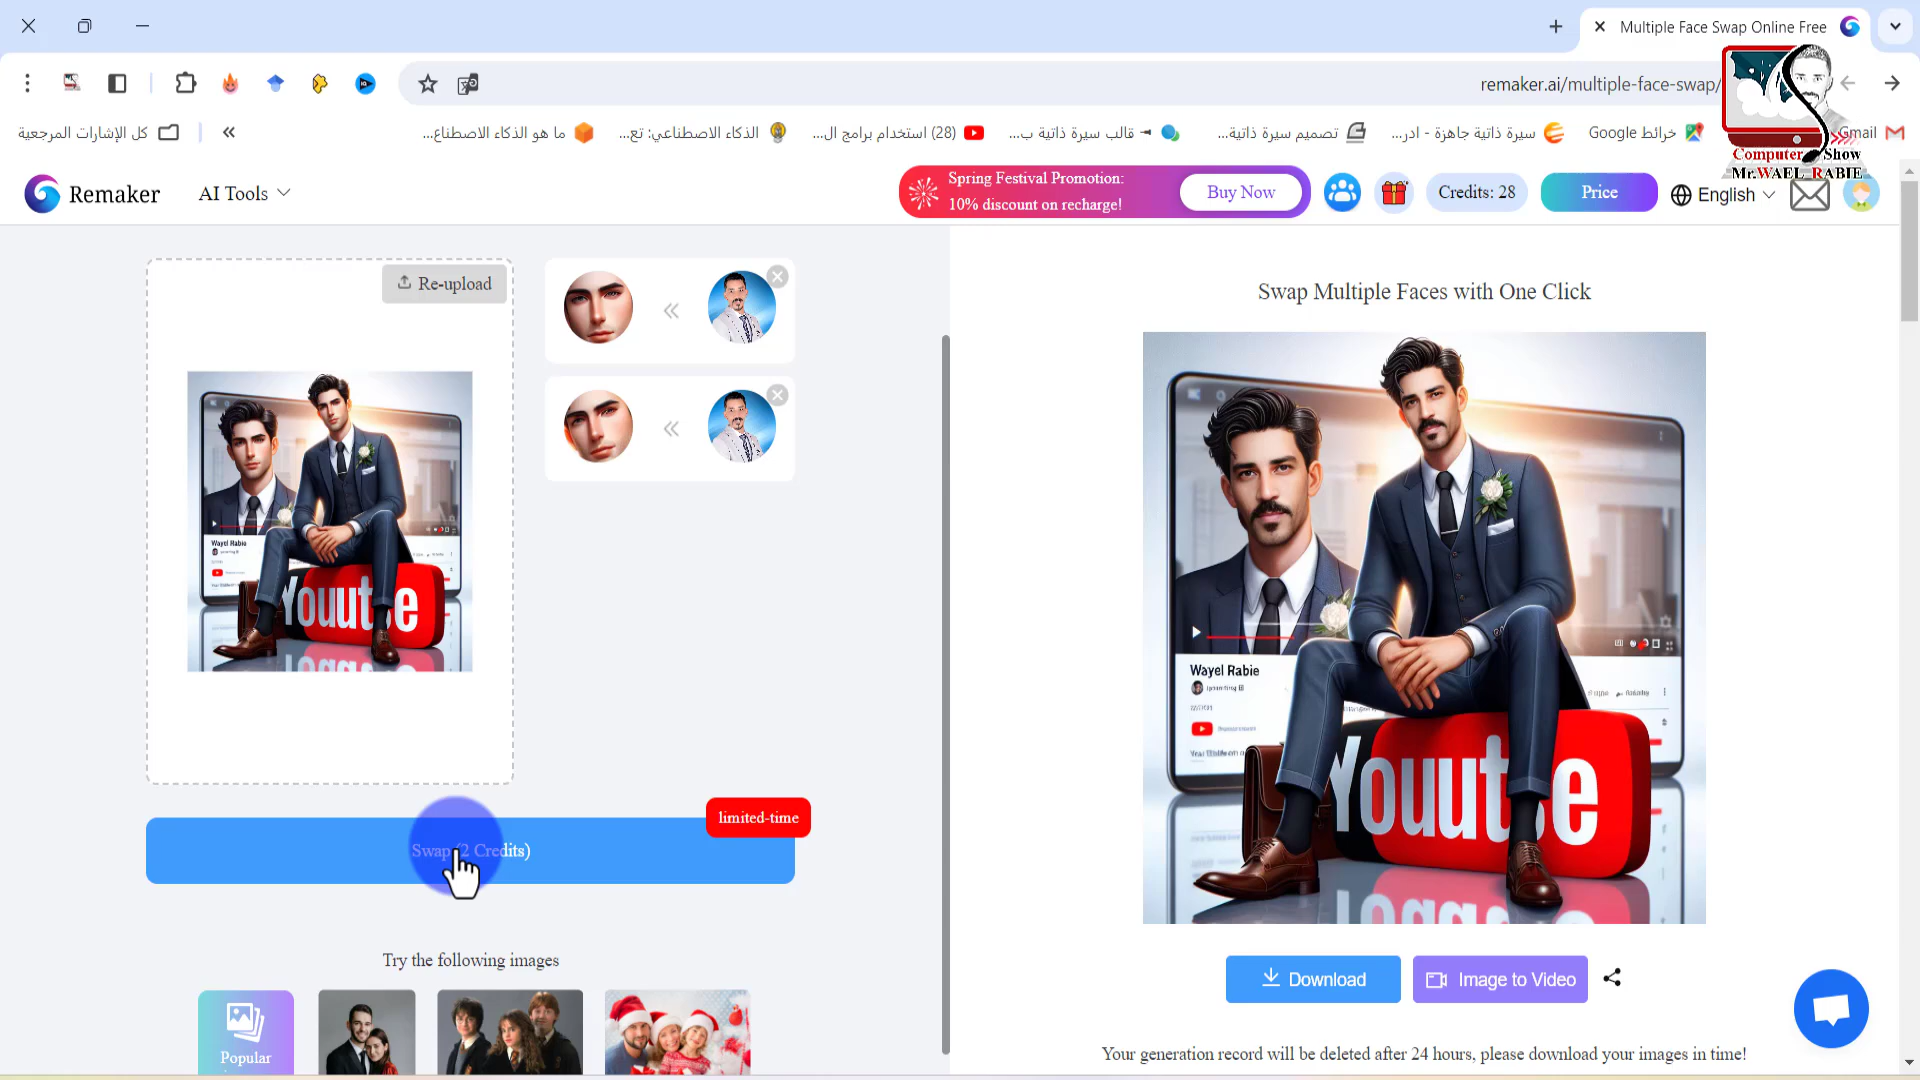 Multiple Face Swap Online Free
remaker.ai/multiple-face-swap/
كل الإشارات المرجعية
ما هو الذكاء الاصطناع...
الذكاء الاصطناعي: تع...
(28) استخدام برامج ال...
قالب سيرة ذاتية ب...
تصميم سيرة ذاتية...
سيرة ذاتية جاهزة - ادر...
خرائط Google
Gmail
Computer Show
Mr.WAEL RABIE
Remaker
AI Tools
Spring Festival Promotion:
10% discount on recharge!
Buy Now
Credits: 28
Price
English
Re-upload
Wayel Rabie
Youutse
limited-time
Swap (2 Credits)
Try the following images
Popular
Swap Multiple Faces with One Click
Wayel Rabie
Youutse
Download
Image to Video
Your generation record will be deleted after 24 hours, please download your images in time!